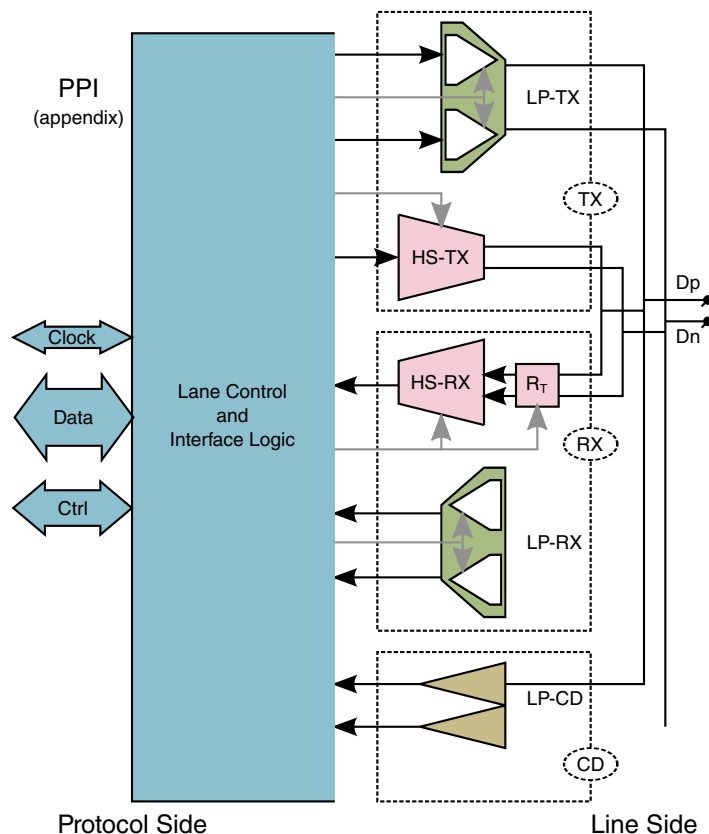 PPI
(appendix)
LP-TX
TX
HS-TX
Dp
Dn
Clock
Data
Ctrl
Lane Control
and
Interface Logic
HS-RX
RT
RX
LP-RX
LP-CD
CD
Protocol Side
Line Side